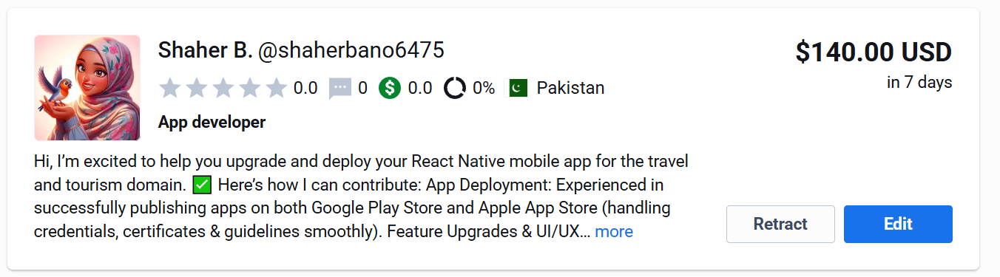 Shaher B. @shaherbano6475
$140.00 USD
in 7 days
0.0 0 0.0 0% Pakistan
App developer
Hi, I’m excited to help you upgrade and deploy your React Native mobile app for the travel
and tourism domain. ✅ Here’s how I can contribute: App Deployment: Experienced in
successfully publishing apps on both Google Play Store and Apple App Store (handling
credentials, certificates & guidelines smoothly). Feature Upgrades & UI/UX... more
Retract
Edit